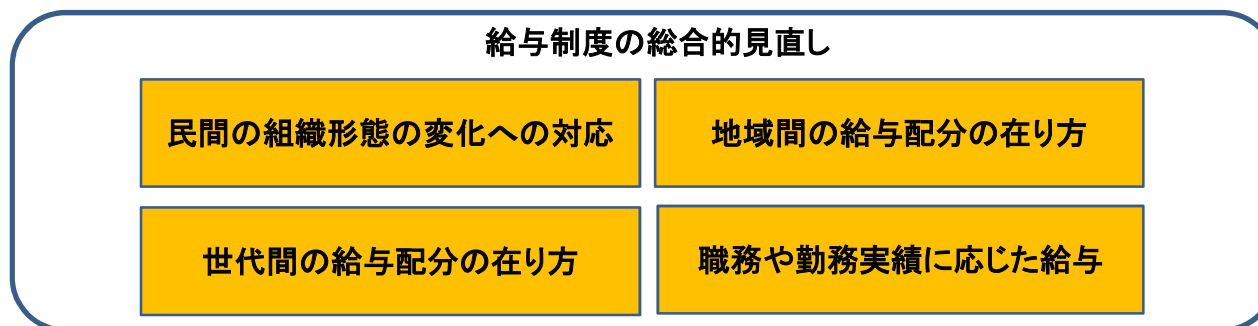 給与制度の総合的見直し
民間の組織形態の変化への対応
地域間の給与配分の在り方
世代間の給与配分の在り方
職務や勤務実績に応じた給与